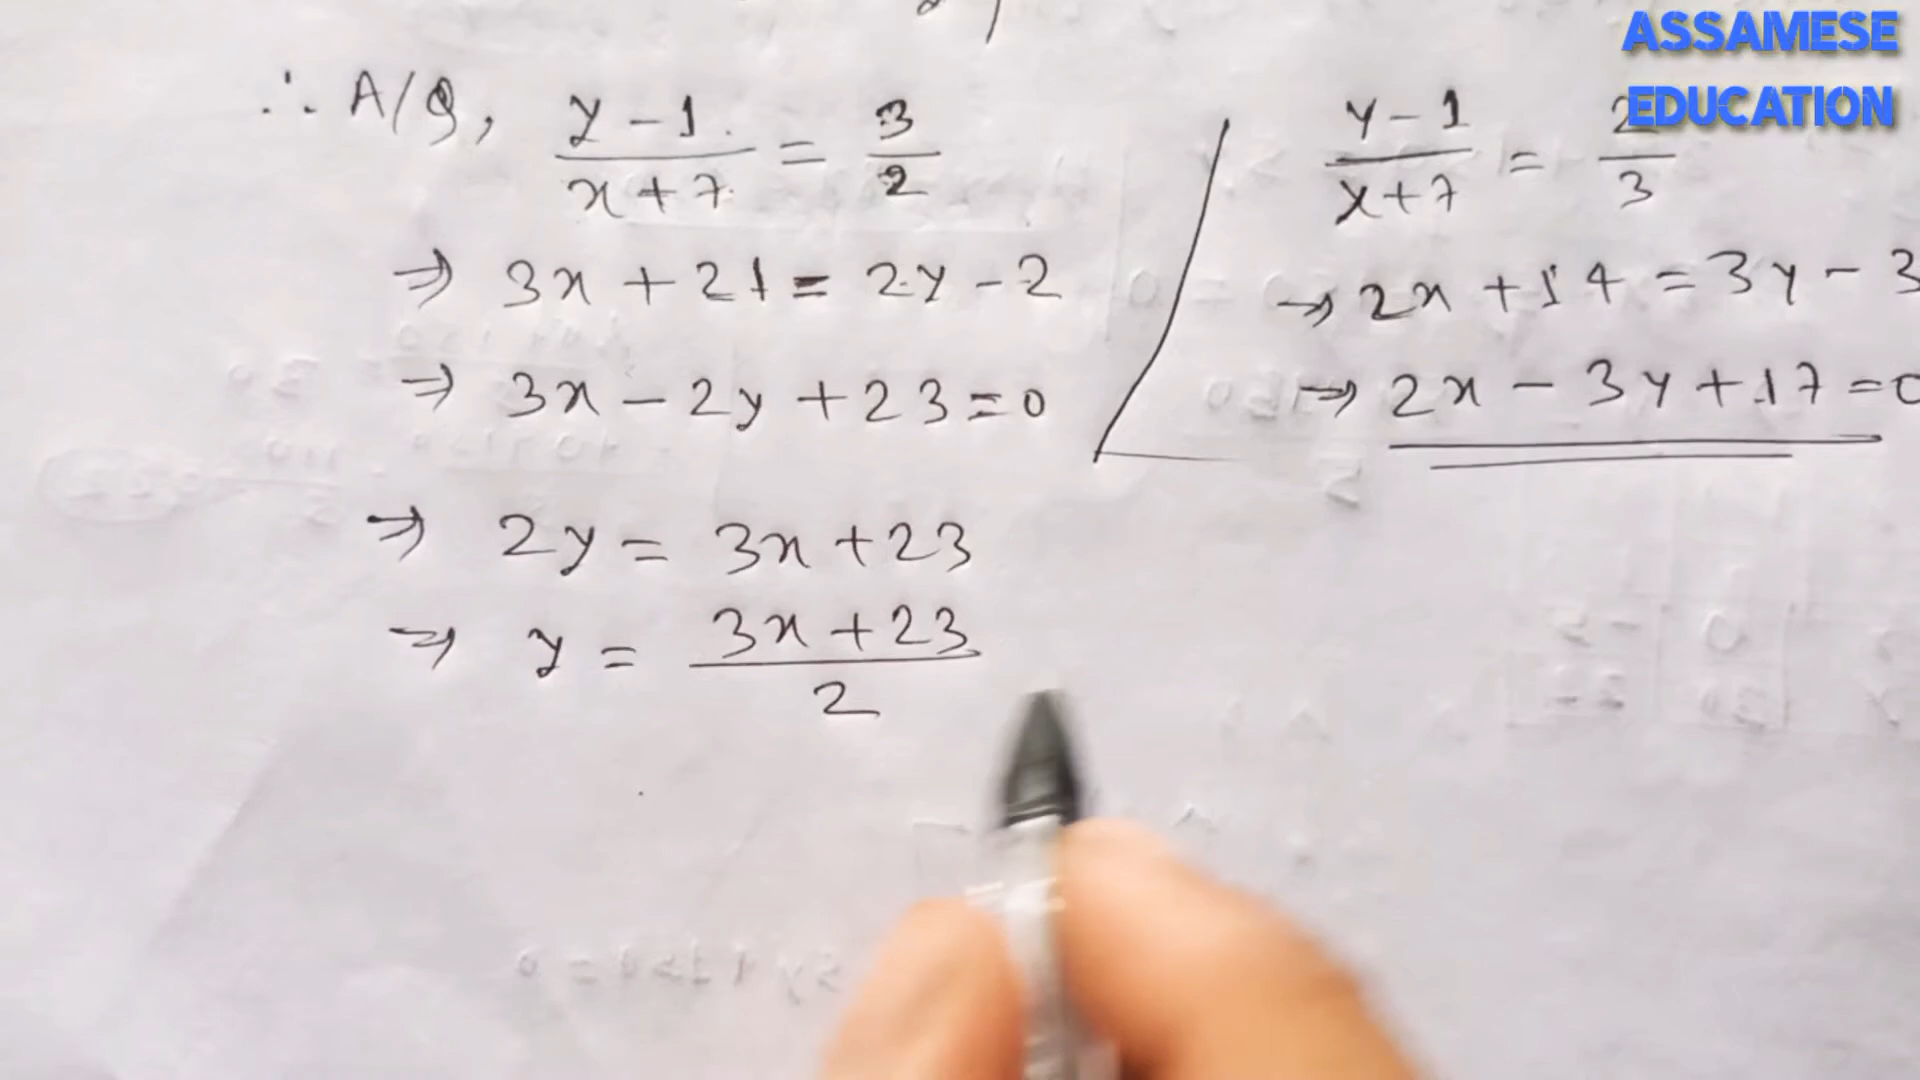 ASSAMESE
EDUCATION
∴ A/Q, y-1/x+7 = 3/2
⇒ 3x+21=2y-2
⇒ 3x-2y+23=0
⇒ 2y = 3x+23
⇒ y = 3x+23/2
y-1/x+7 = 2/3
→ 2x+14=3y-3
⇒ 2x-3y+17=0